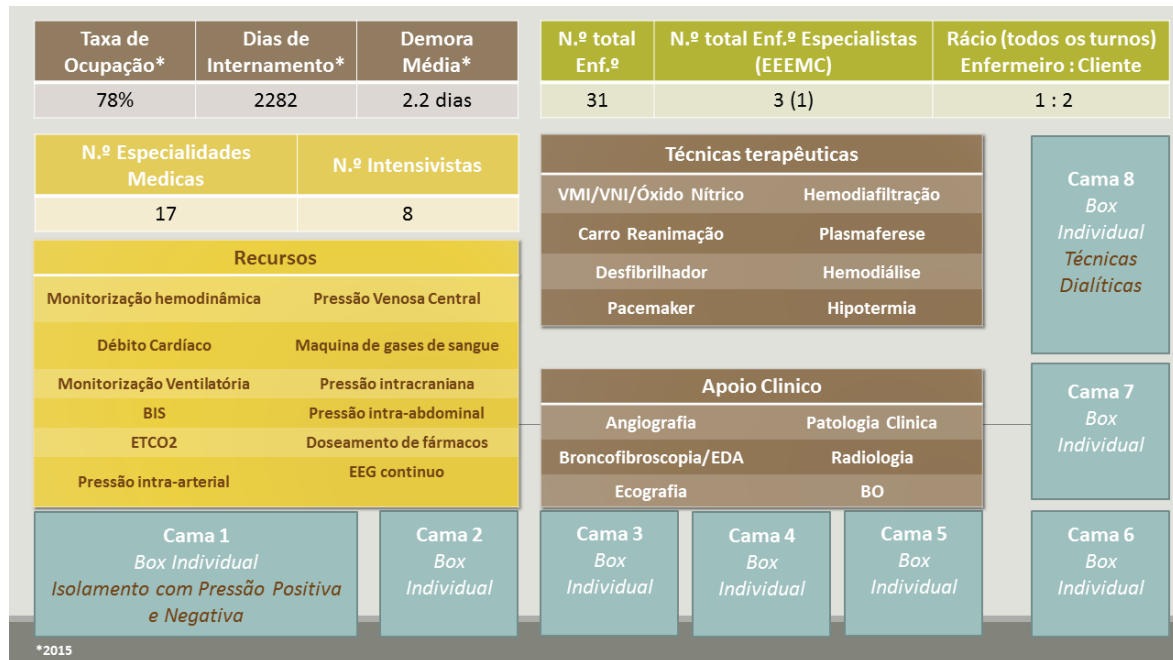 Taxa de
Ocupação*
Dias de
Internamento*
Demora
Média*
78%
2282
2.2 dias
N.º total
Enf.º
N.º total Enf.º Especialistas
(EEEMC)
Rácio (todos os turnos)
Enfermeiro : Cliente
31
3 (1)
1 : 2
N.º Especialidades
Medicas
N.º Intensivistas
17
8
Recursos
Monitorização hemodinâmica
Pressão Venosa Central
Débito Cardíaco
Maquina de gases de sangue
Monitorização Ventilatória
Pressão intracraniana
BIS
Pressão intra-abdominal
ETCO2
Doseamento de fármacos
Pressão intra-arterial
EEG continuo
Técnicas terapêuticas
VMI/VNI/Óxido Nítrico
Hemodiafiltração
Carro Reanimação
Plasmaferese
Desfibrilhador
Hemodiálise
Pacemaker
Hipotermia
Apoio Clinico
Angiografia
Patologia Clinica
Broncofibroscopia/EDA
Radiologia
Ecografia
BO
Cama 8
Box
Individual
Técnicas
Dialíticas
Cama 7
Box
Individual
Cama 1
Box Individual
Isolamento com Pressão Positiva
e Negativa
Cama 2
Box
Individual
Cama 3
Box
Individual
Cama 4
Box
Individual
Cama 5
Box
Individual
Cama 6
Box
Individual
*2015